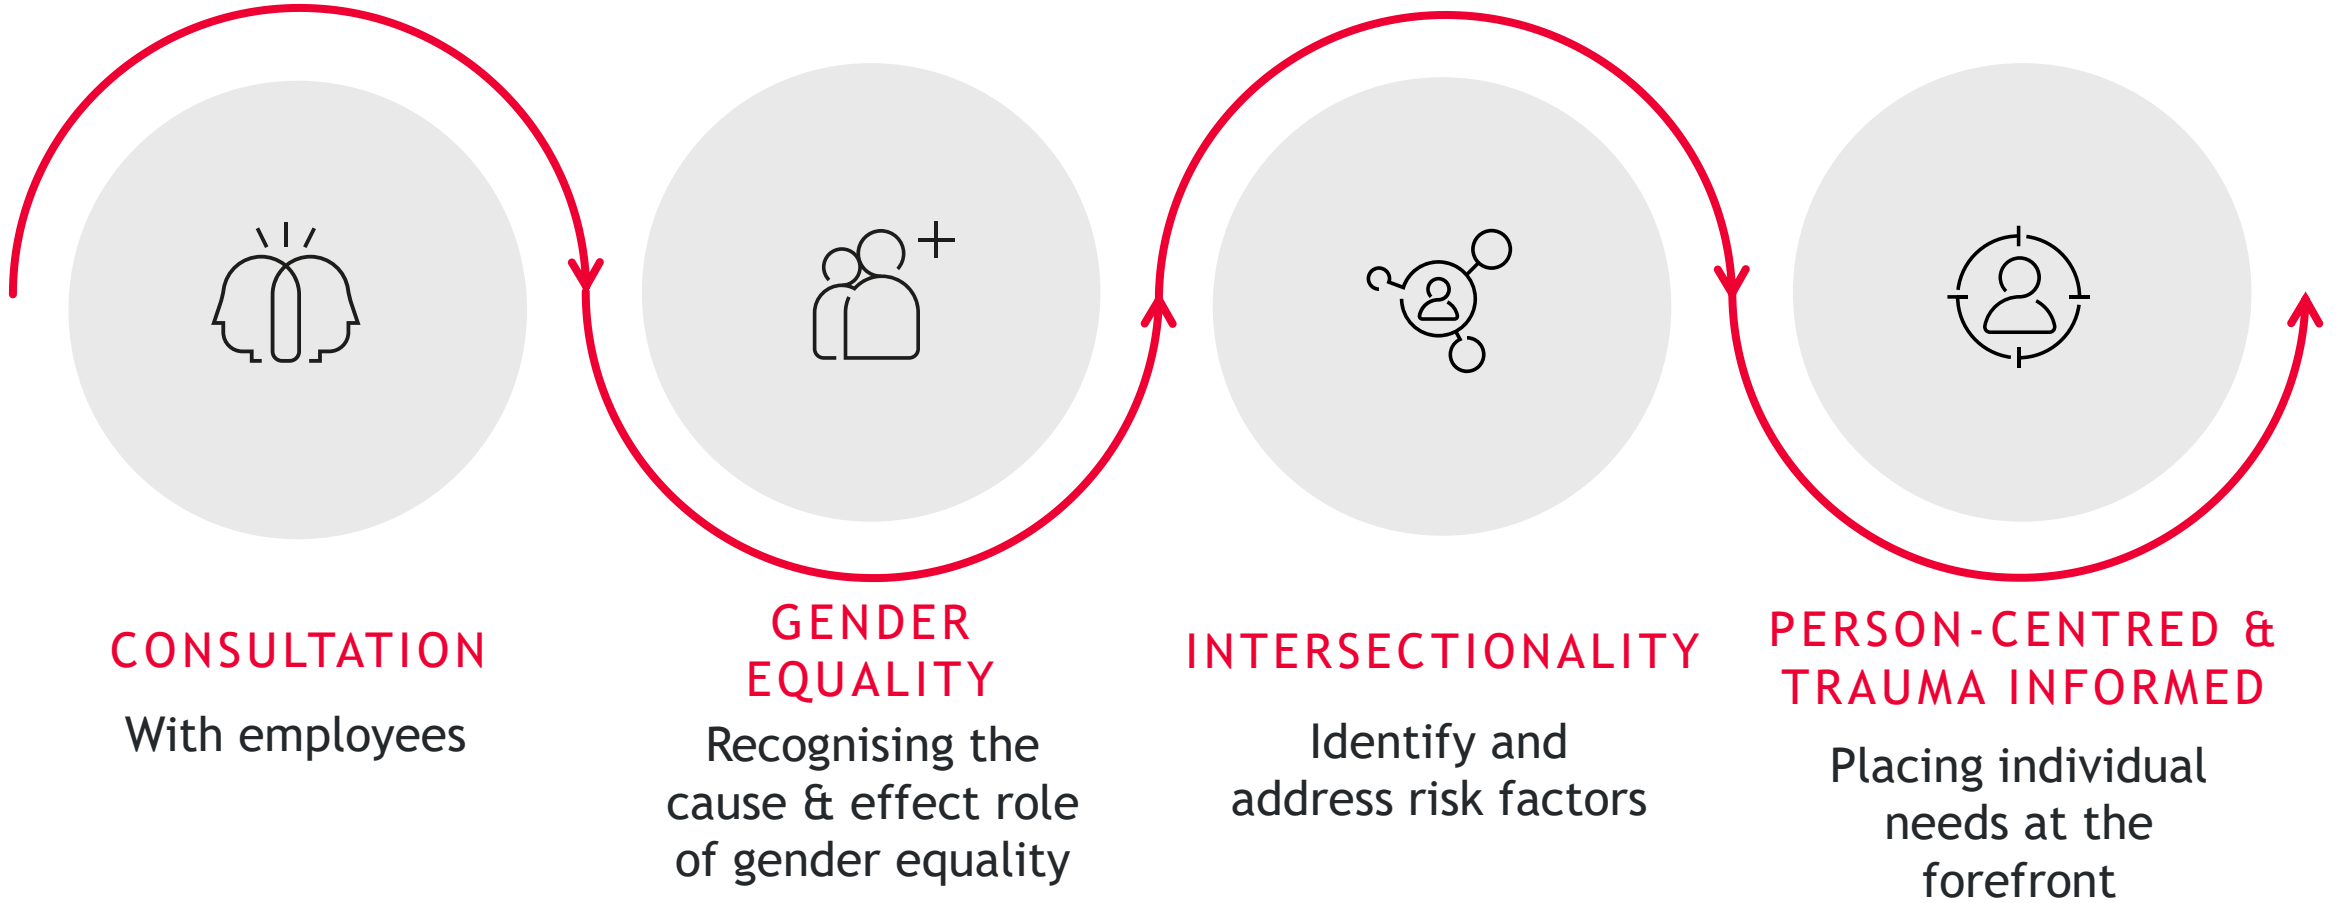 CONSULTATION
With employees
GENDER
EQUALITY
Recognising the
cause & effect role
of gender equality
INTERSECTIONALITY
Identify and
address risk factors
PERSON-CENTRED &
TRAUMA INFORMED
Placing individual
needs at the
forefront